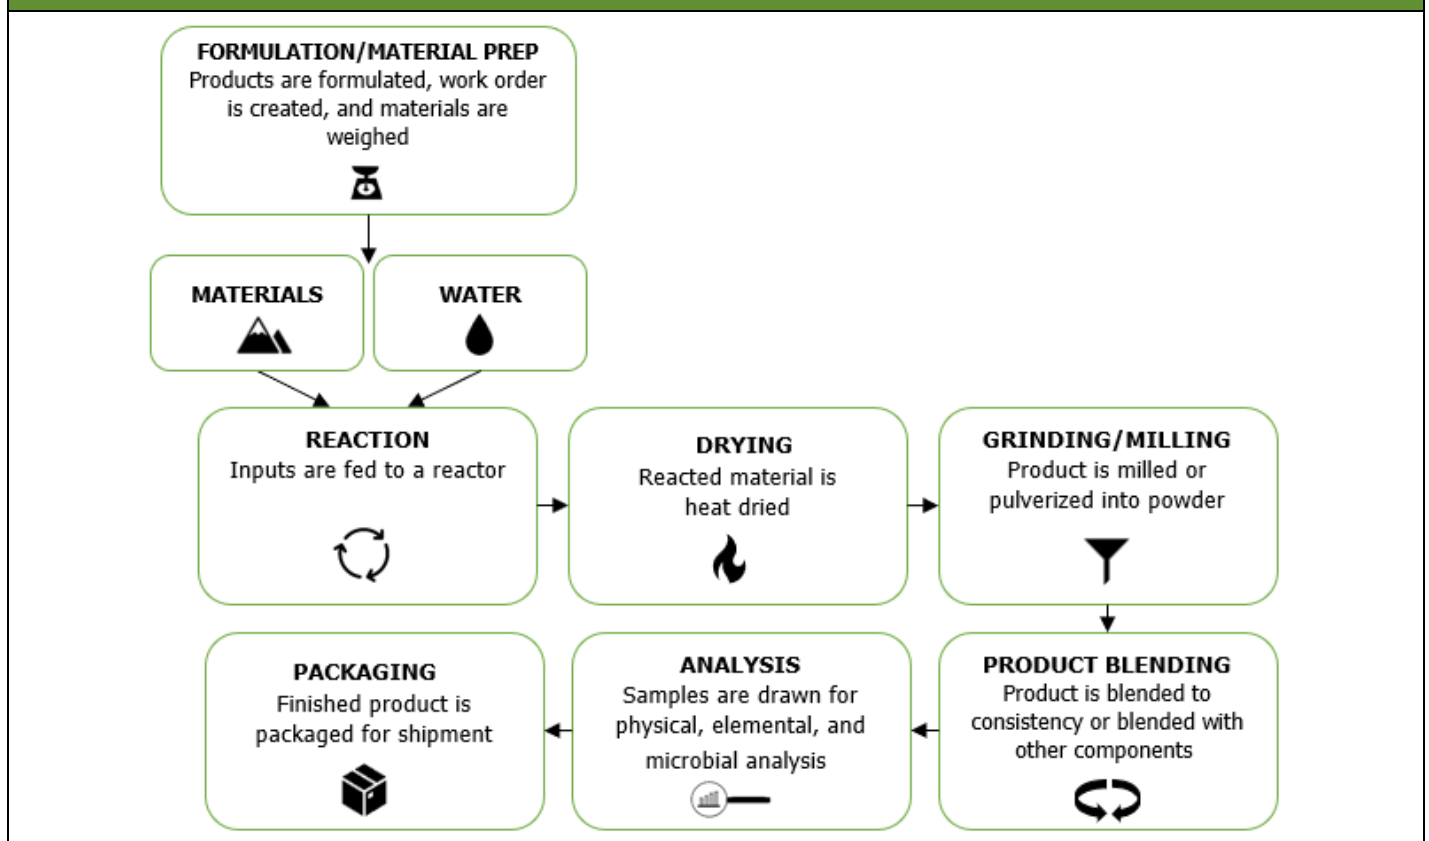 FORMULATION/MATERIAL PREP
Products are formulated, work order
is created, and materials are
weighed
MATERIALS
WATER
REACTION
Inputs are fed to a reactor
DRYING
Reacted material is
heat dried
GRINDING/MILLING
Product is milled or
pulverized into powder
PRODUCT BLENDING
Product is blended to
consistency or blended with
other components
ANALYSIS
Samples are drawn for
physical, elemental, and
microbial analysis
PACKAGING
Finished product is
packaged for shipment